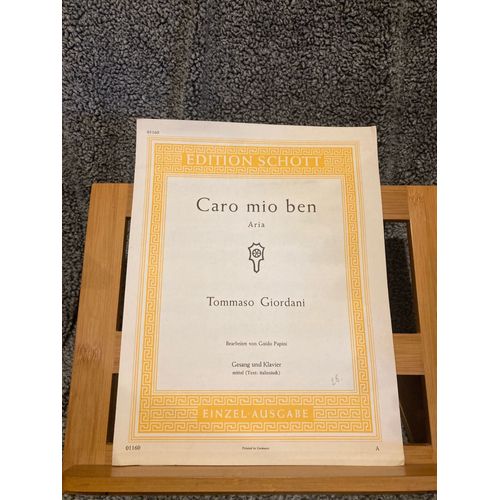 01160
EDITION SCHOTT
Caro mio ben
Aria
Tommaso Giordani
Bearbeitet von Guido Papini
Gesang und Klavier
mittel (Text: italienisch)
EINZEL-AUSGABE
01160
Printed in Germany
A